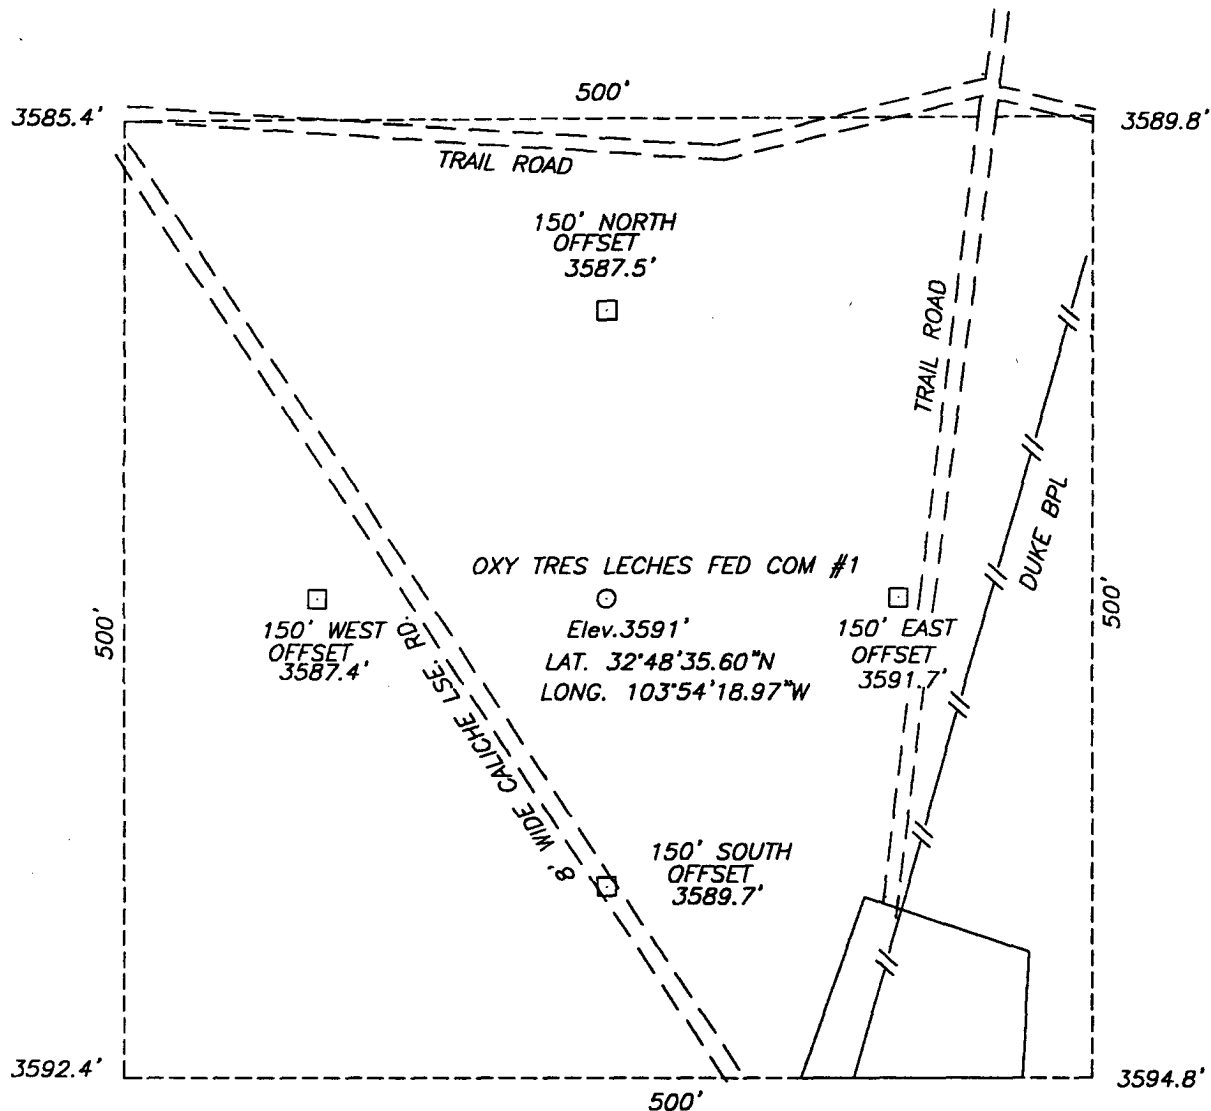 500'
3585.4'
3589.8'
TRAIL ROAD
150' NORTH
OFFSET
3587.5'
TRAIL ROAD
DUKE BPL
OXY TRES LECHES FED COM #1
Elev.3591'
LAT. 32°48'35.60"N
LONG. 103°54'18.97"W
500'
150' WEST
OFFSET
3587.4'
8' WIDE CALICHE LSE. RD.
150' EAST
OFFSET
3591.7'
500'
150' SOUTH
OFFSET
3589.7'
3592.4'
3594.8'
500'